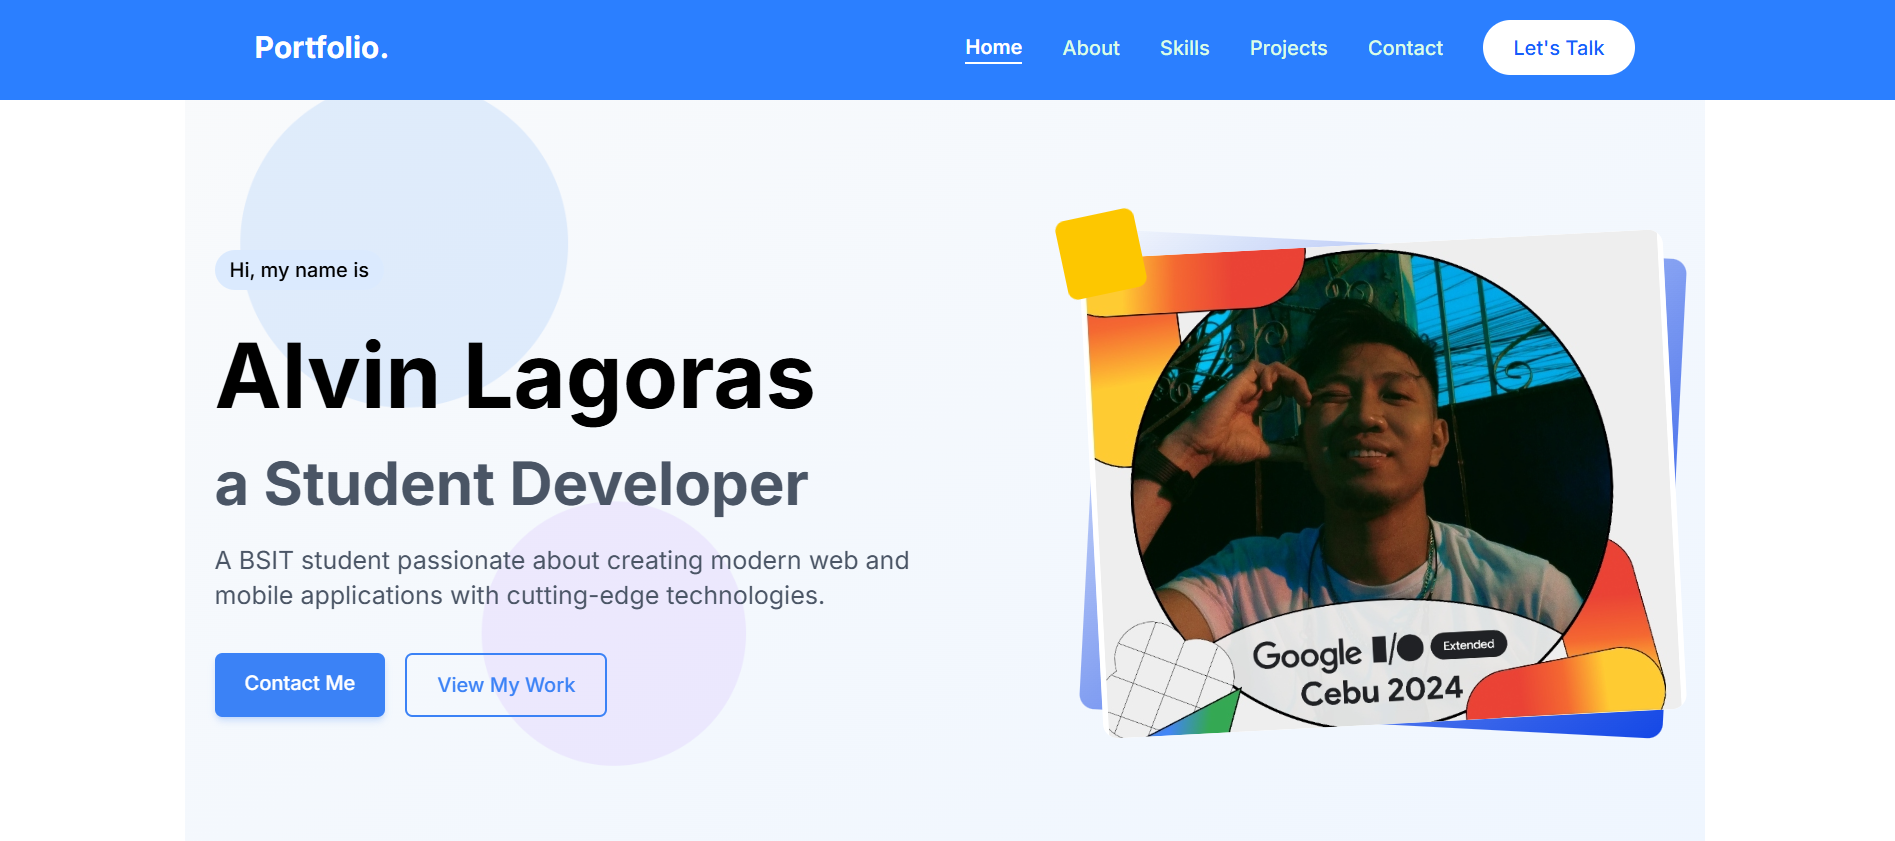 Portfolio.
Home
About
Skills
Projects
Contact
Let's Talk
Hi, my name is
Alvin Lagoras
a Student Developer
A BSIT student passionate about creating modern web and
mobile applications with cutting-edge technologies.
Contact Me
View My Work
Google I/O Extended
Cebu 2024